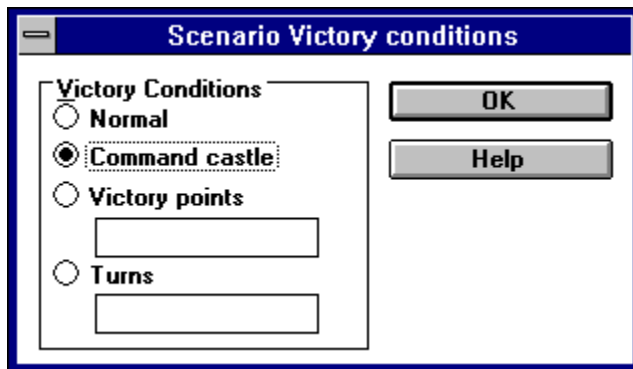 Scenario Victory conditions
Victory Conditions
Normal
Command castle
Victory points
Turns
OK
Help